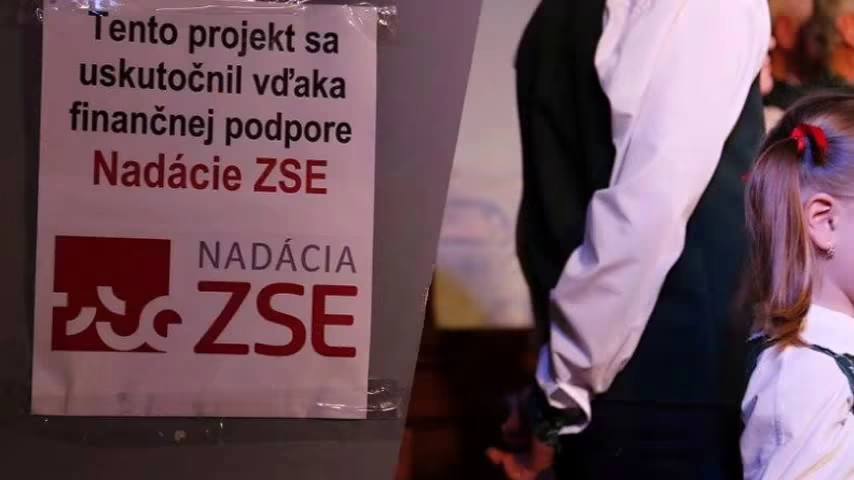 Tento projekt sa
uskutočnil vďaka
finančnej podpore
Nadácie ZSE
NADÁCIA
ZSE